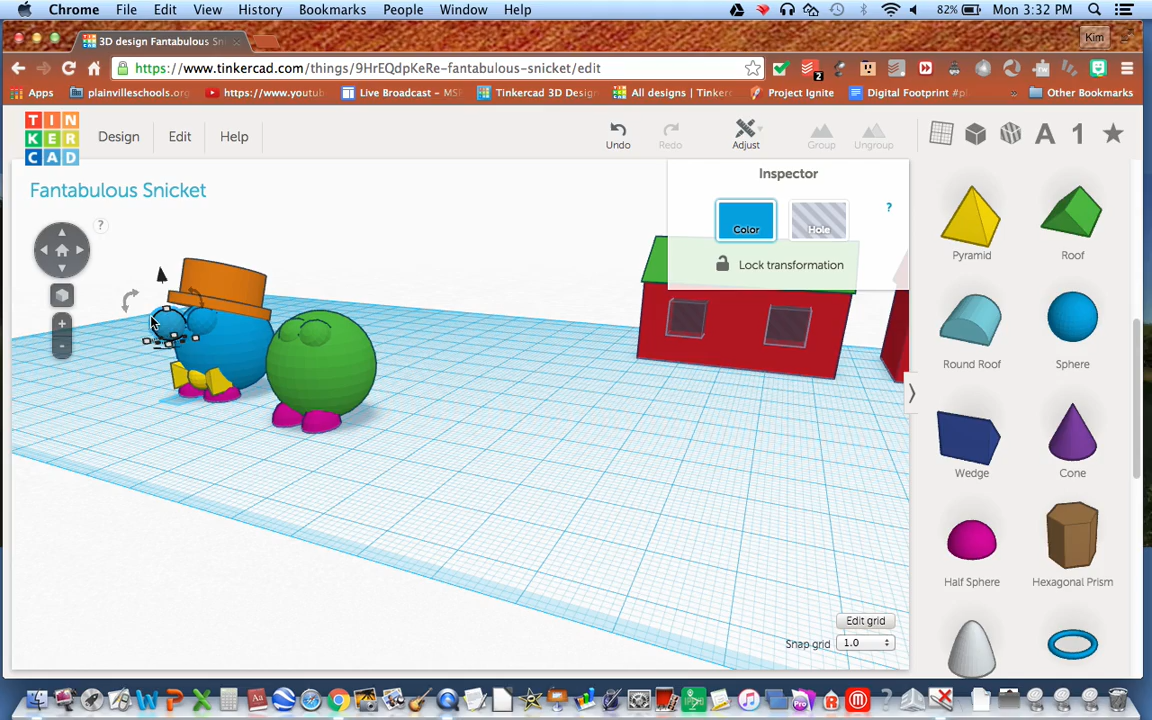 Chrome File Edit View History Bookmarks People Window Help 82% Mon 3:32 PM
3D design Fantabulous Sn Kim
https://www.tinkercad.com/things/9HrEQdpKeRe-fantabulous-snicket/edit 2
Apps plainvilleschools.org https://www.youtub Live Broadcast - MS Tinkercad 3D Design All designs | Tinker Project Ignite Digital Footprint #p » Other Bookmarks
TIN
KER
CAD
Design Edit Help Undo Redo Adjust Group Ungroup A 1
Fantabulous Snicket
?
+
-
Inspector
Color Hole ?
Lock transformation
Pyramid Roof
Round Roof Sphere
Wedge Cone
Half Sphere Hexagonal Prism
Edit grid
Snap grid 1.0